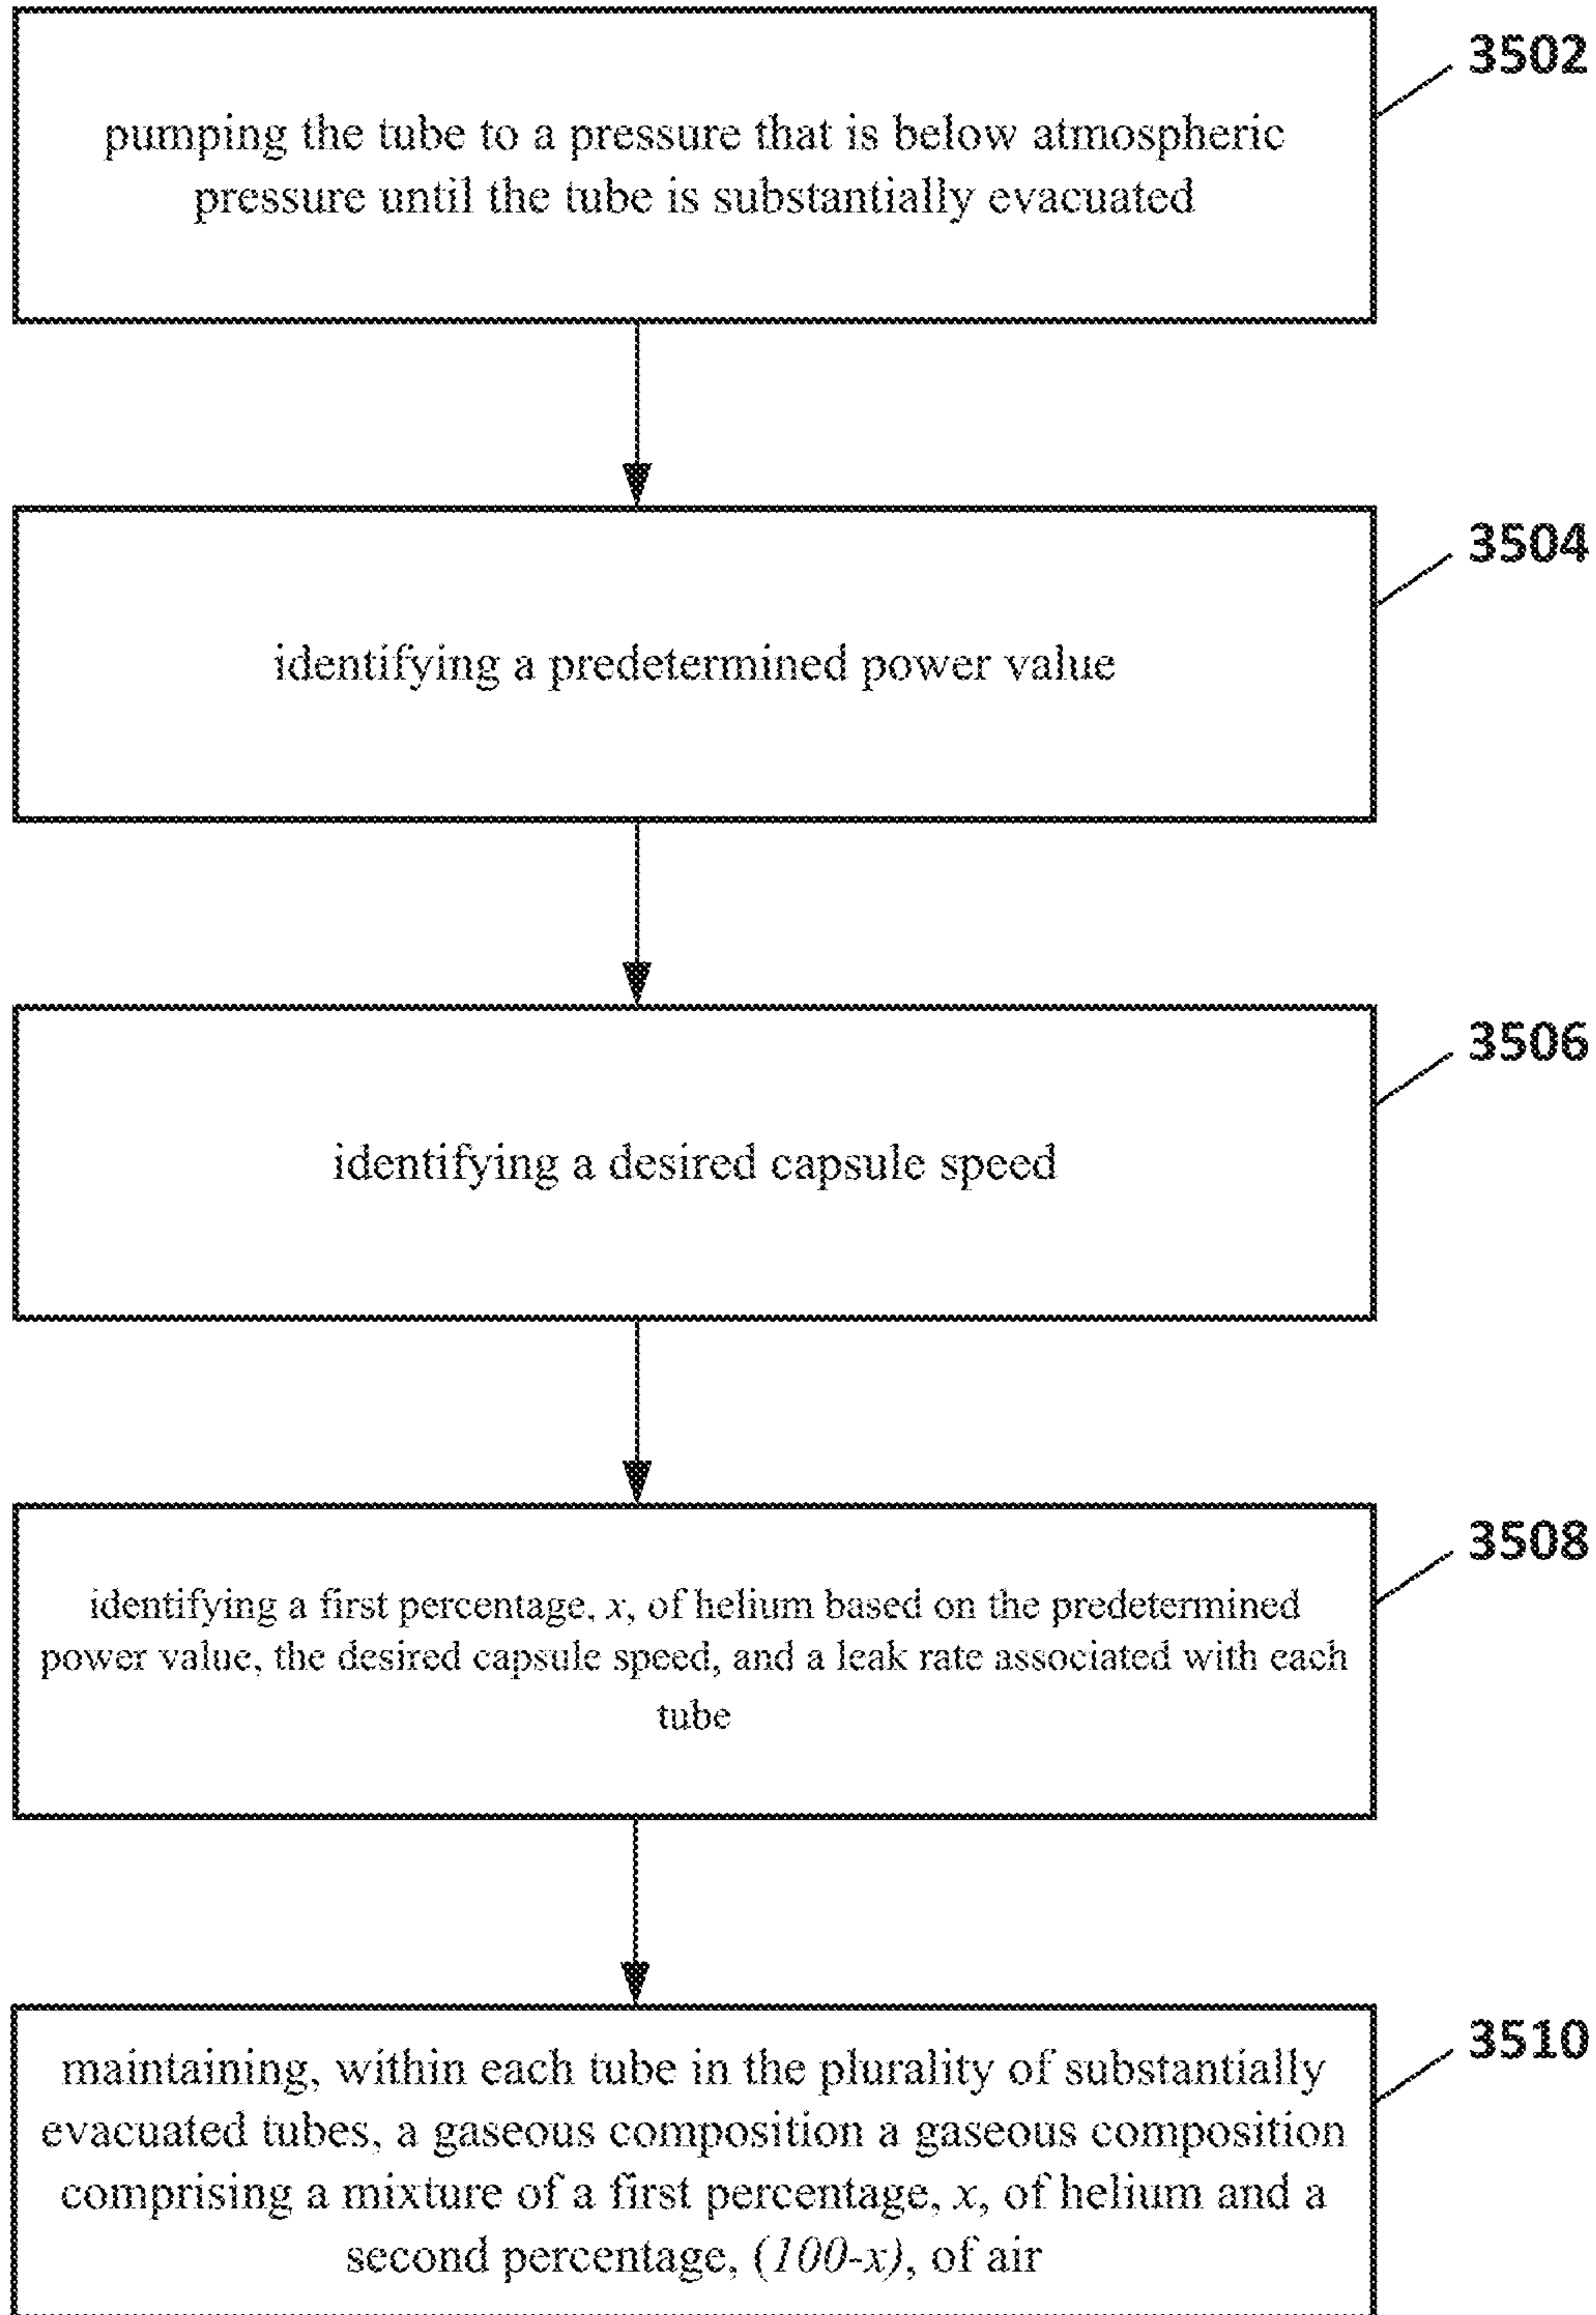 3502
pumping the tube to a pressure that is below atmospheric
pressure until the tube is substantially evacuated
3504
identifying a predetermined power value
3506
identifying a desired capsule speed
3508
identifying a first percentage, x, of helium based on the predetermined
power value, the desired capsule speed, and a leak rate associated with each
tube
3510
maintaining, within each tube in the plurality of substantially
evacuated tubes, a gaseous composition a gaseous composition
comprising a mixture of a first percentage, x, of helium and a
second percentage, (100-x), of air